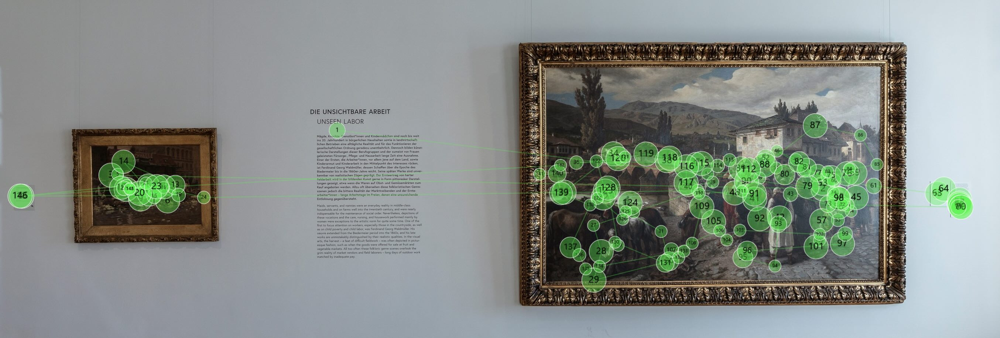 DIE UNSICHTBARE ARBEIT
UNSEEN LABOR
Mägde, Knechte, Dienstbot*innen und Kindermädchen sind noch bis weit
ins 20. Jahrhundert in bürgerlichen Haushalten sowie in landwirtschaft-
lichen Betrieben eine alltägliche Realität und für das Funktionieren der
gesellschaftlichen Ordnung geradezu unentbehrlich. Dennoch bilden künst-
lerische Darstellungen dieser Berufsgruppen und der zumeist von Frauen
geleisteten Fürsorge-, Pflege- und Hausarbeit lange Zeit eine Ausnahme.
Einer der Ersten, die Arbeiter*innen, vor allem jene auf dem Land, sowie
Kinderarmut und Kinderarbeit in den Mittelpunkt des Interesses rücken,
ist Ferdinand Georg Waldmüller, dessen Schaffen über die Epoche des
Biedermeier bis in die 1860er-Jahre reicht. Seine späten Werke sind unver-
kennbar von realistischen Zügen geprägt. Der Ernteertrag von harter
Feldarbeit wird in der bildenden Kunst gerne in Form pittoresker Darstel-
lungen gezeigt, etwa wenn die Waren auf Obst- und Gemüsemärkten zum
Kauf angeboten werden. Allzu oft übersehen diese folkloristischen Genre-
szenen jedoch die bittere Realität der Markttreibenden und der Ernte-
arbeiter*innen – lange Arbeitstage im Freien, denen eine unzureichende
Entlohnung gegenübersteht.
Maids, servants, and nannies were an everyday reality in middle-class
households and on farms well into the twentieth century, and were nearly
indispensable for the maintenance of social order. Nevertheless, depictions of
these vocations and the care, nursing, and housework performed mainly by
women were exceptions to the artistic norm for quite some time. One of the
first to focus attention on workers, especially those in the countryside, as well
as on child poverty and child labor, was Ferdinand Georg Waldmüller. His
oeuvre extended from the Biedermeier period into the 1860s, and his late
works are unmistakably distinguished by their realistic qualities. In the visual
arts, the harvest – a feat of difficult fieldwork – was often depicted in pictur-
esque fashion, such as when the goods were offered for sale at fruit and
vegetable markets. All too often these folkloric genre scenes overlook the
grim reality of market vendors and field laborers – long days of outdoor work
matched by inadequate pay.